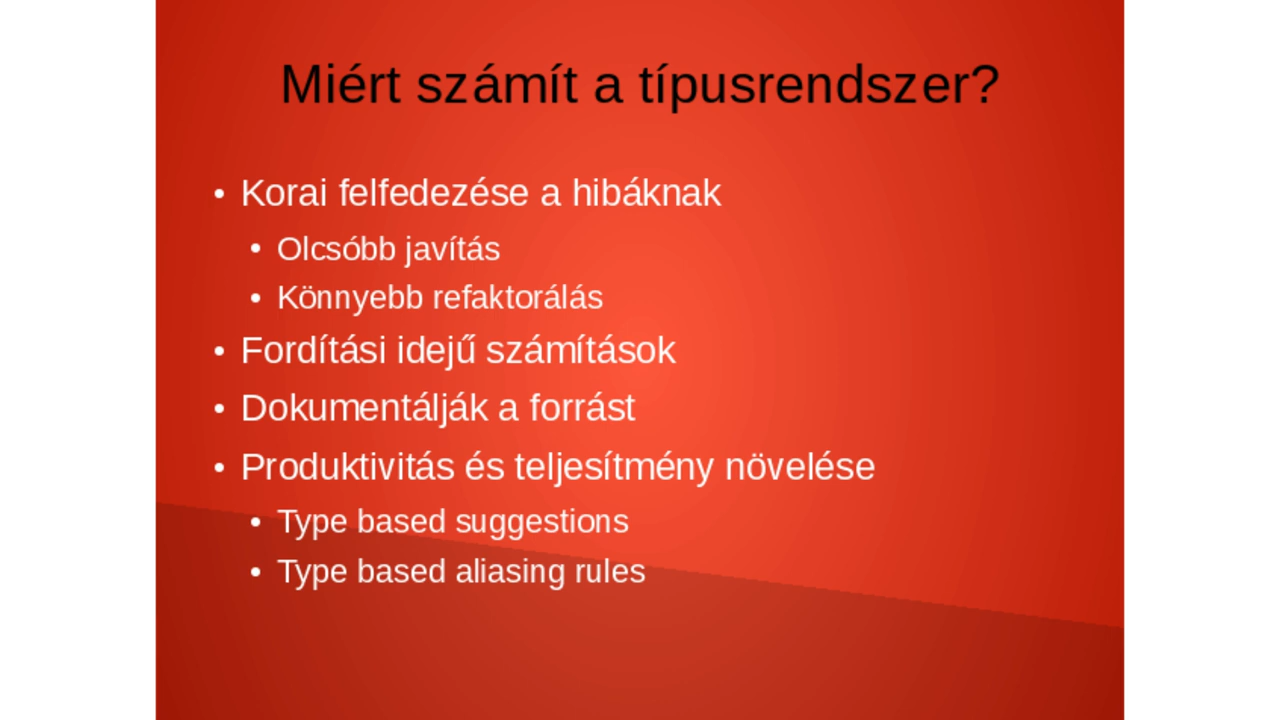 Miért számít a típusrendszer?
• Korai felfedezése a hibáknak
• Olcsóbb javítás
• Könnyebb refaktorálás
• Fordítási idejű számítások
• Dokumentálják a forrást
• Produktivitás és teljesítmény növelése
• Type based suggestions
• Type based aliasing rules